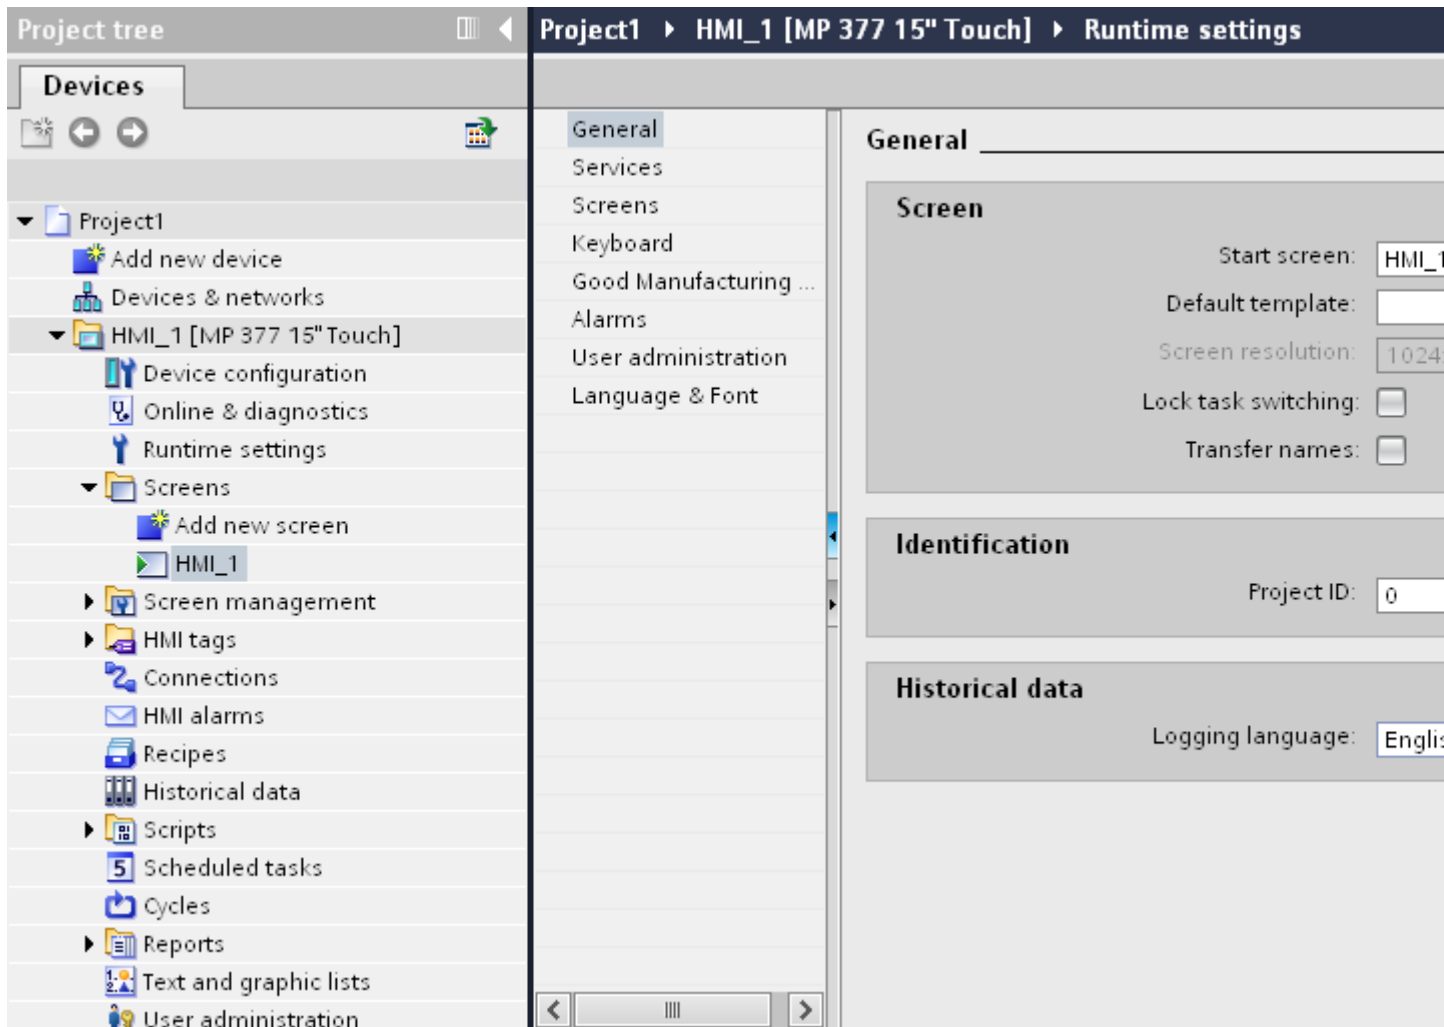 Project tree
Devices
Project1
Add new device
Devices & networks
HMI_1 [MP 377 15" Touch]
Device configuration
Online & diagnostics
Runtime settings
Screens
Add new screen
HMI_1
Screen management
HMI tags
Connections
HMI alarms
Recipes
Historical data
Scripts
Scheduled tasks
Cycles
Reports
Text and graphic lists
User administration
Project1 HMI_1 [MP 377 15" Touch] Runtime settings
General
Services
Screens
Keyboard
Good Manufacturing ...
Alarms
User administration
Language & Font
General
Screen
Start screen: HMI_1
Default template:
Screen resolution: 1024
Lock task switching:
Transfer names:
Identification
Project ID: 0
Historical data
Logging language: Englis